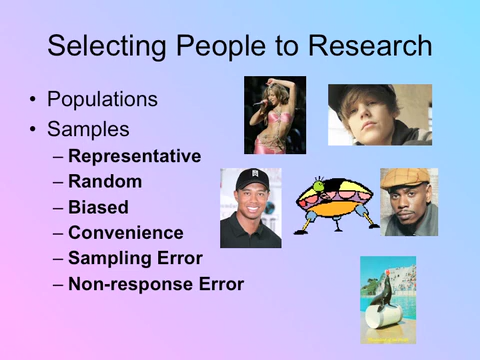 Selecting People to Research
• Populations
• Samples
– Representative
– Random
– Biased
– Convenience
– Sampling Error
– Non-response Error